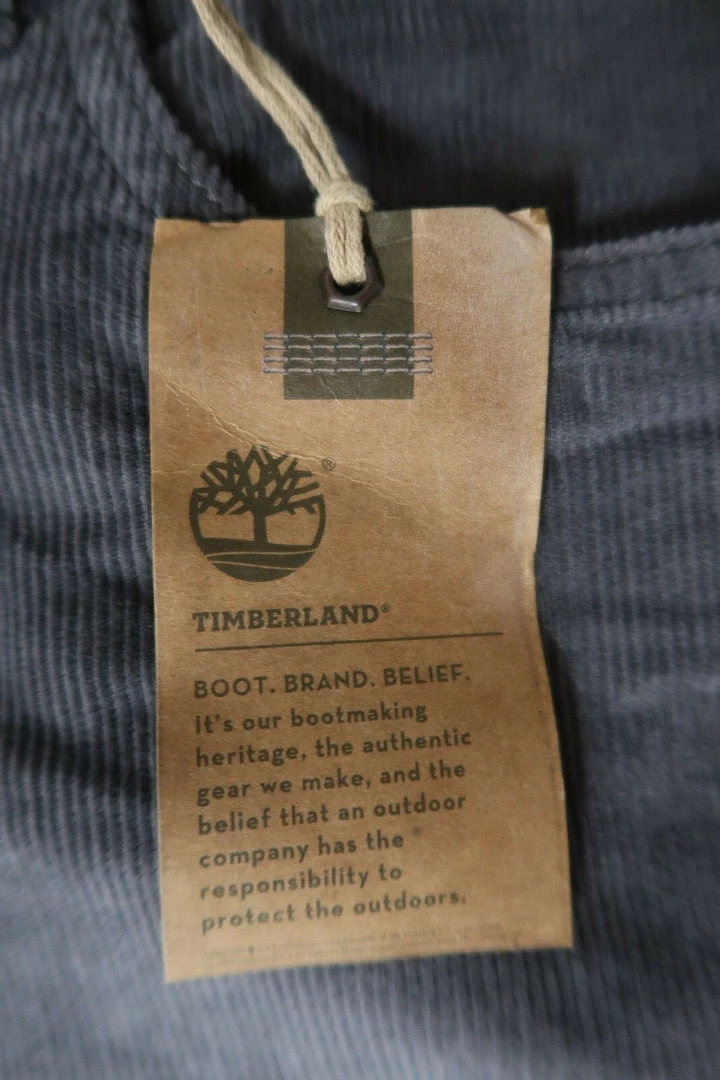 ®
TIMBERLAND®
BOOT. BRAND. BELIEF.
It's our bootmaking
heritage, the authentic
gear we make, and the
belief that an outdoor
company has the
responsibility to
protect the outdoors.